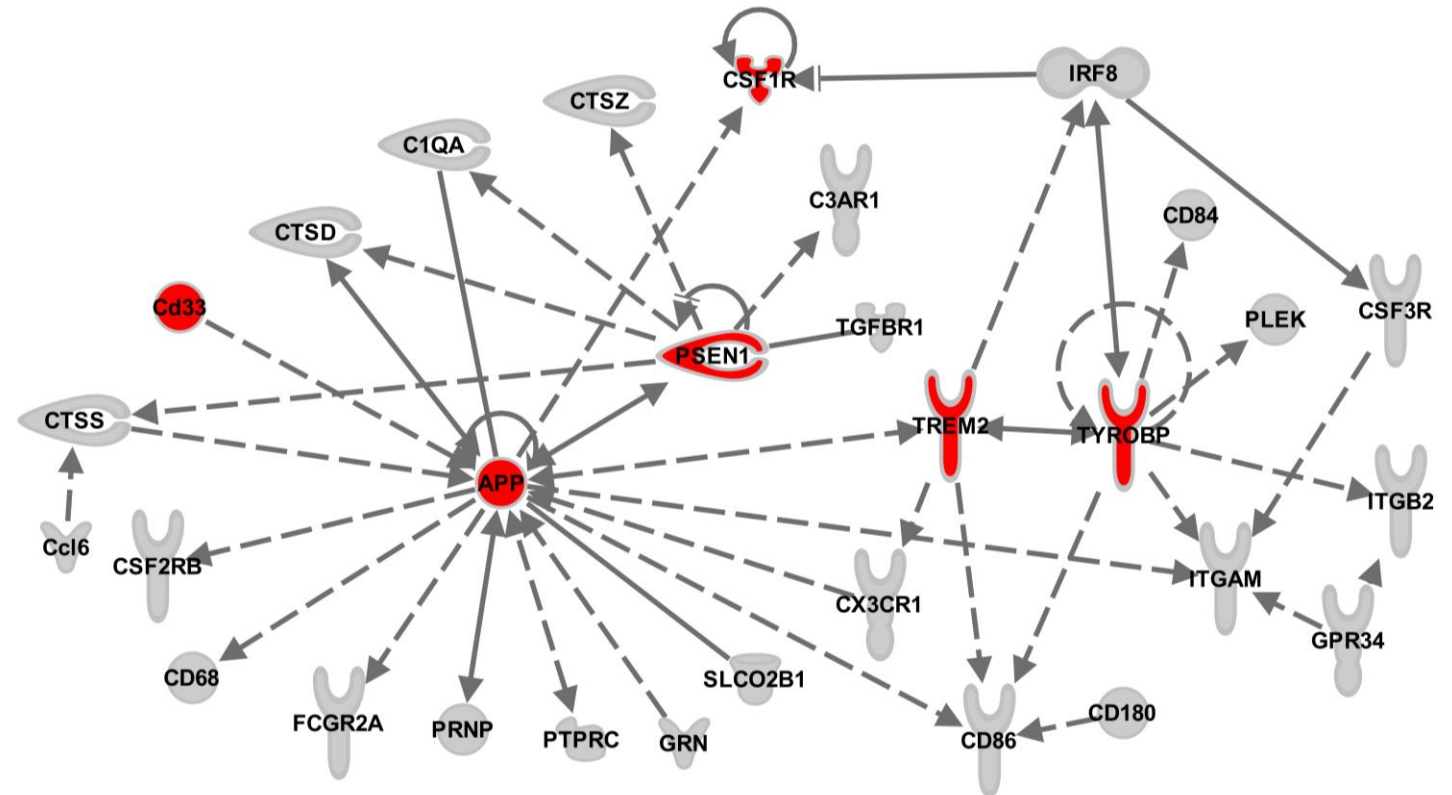 CSF1R
IRF8
CTSZ
C1QA
C3AR1
CD84
CTSD
Cd33
CSF3R
PLEK
TGFBR1
PSEN1
CTSS
TREM2
TYROBP
APP
ITGB2
Ccl6
CSF2RB
ITGAM
CX3CR1
GPR34
CD68
SLCO2B1
FCGR2A
PRNP
PTPRC
GRN
CD86
CD180